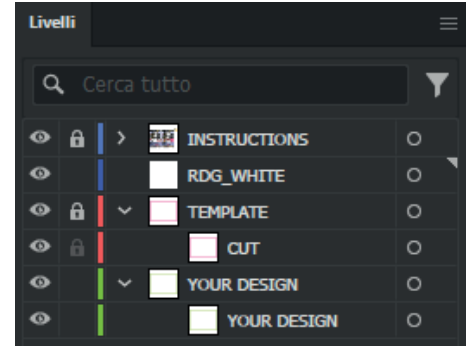 Livelli
Cerca tutto
INSTRUCTIONS
RDG_WHITE
TEMPLATE
CUT
YOUR DESIGN
YOUR DESIGN